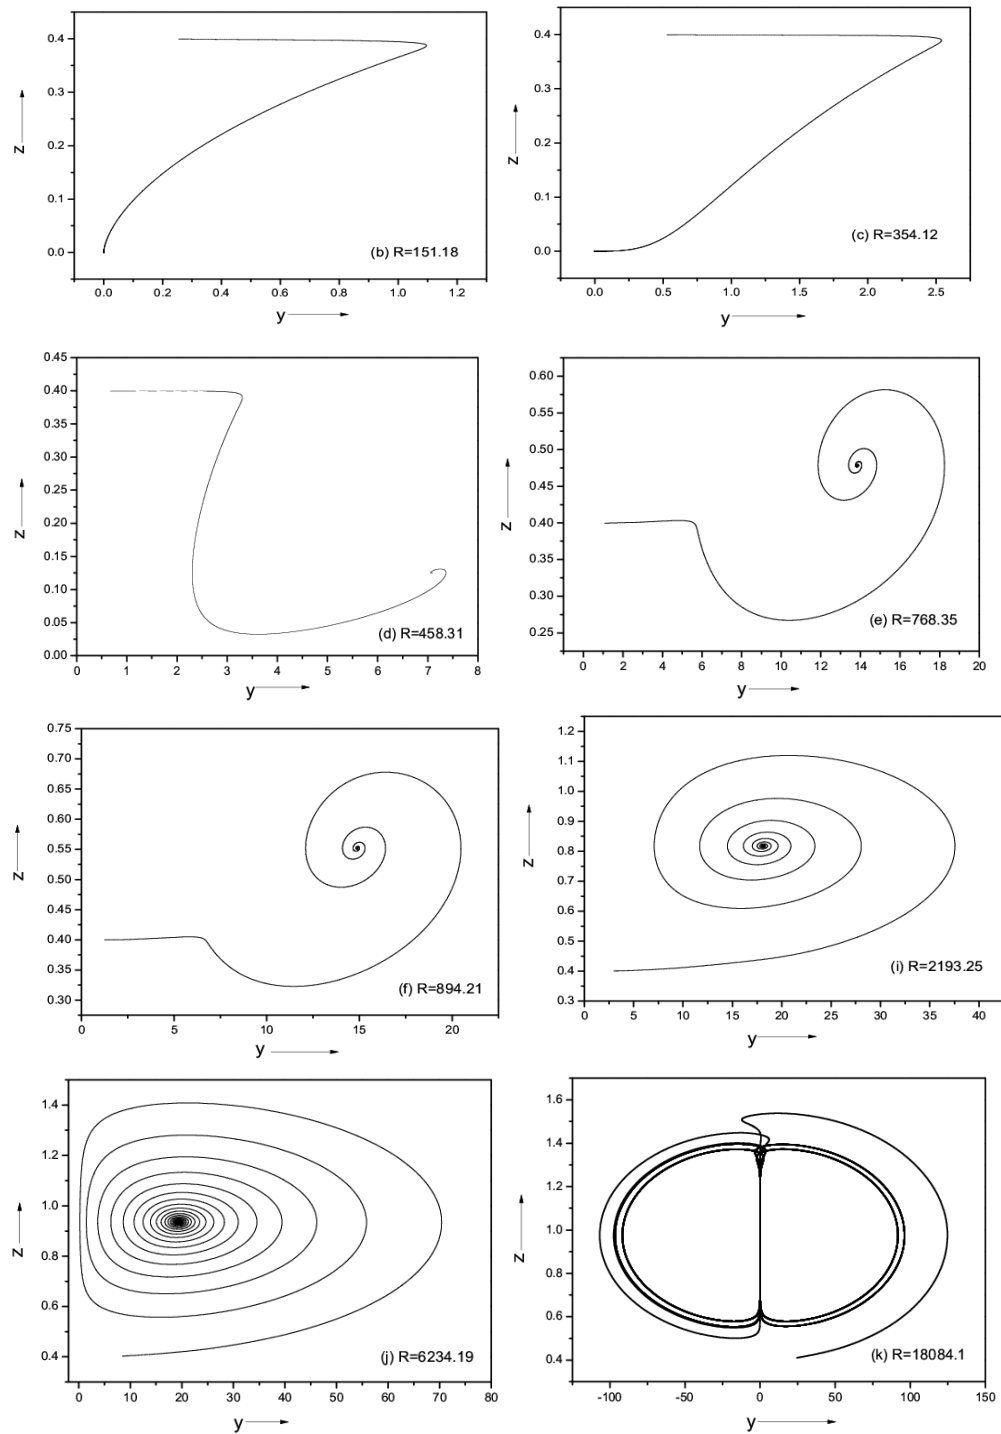 0.4
0.3
0.2
0.1
0.0
z
0.0 0.2 0.4 0.6 0.8 1.0 1.2
y
(b) R=151.18
0.4
0.3
0.2
0.1
0.0
z
0.0 0.5 1.0 1.5 2.0 2.5
y
(c) R=354.12
0.45
0.40
0.35
0.30
0.25
0.20
0.15
0.10
0.05
0.00
z
0 1 2 3 4 5 6 7 8
y
(d) R=458.31
0.60
0.55
0.50
0.45
0.40
0.35
0.30
0.25
z
0 2 4 6 8 10 12 14 16 18 20
y
(e) R=768.35
0.75
0.70
0.65
0.60
0.55
0.50
0.45
0.40
0.35
0.30
z
0 5 10 15 20
y
(f) R=894.21
1.2
1.1
1.0
0.9
0.8
0.7
0.6
0.5
0.4
0.3
z
0 5 10 15 20 25 30 35 40
y
(i) R=2193.25
1.4
1.2
1.0
0.8
0.6
0.4
z
0 10 20 30 40 50 60 70 80
y
(j) R=6234.19
1.6
1.4
1.2
1.0
0.8
0.6
0.4
z
-100 -50 0 50 100 150
y
(k) R=18084.1